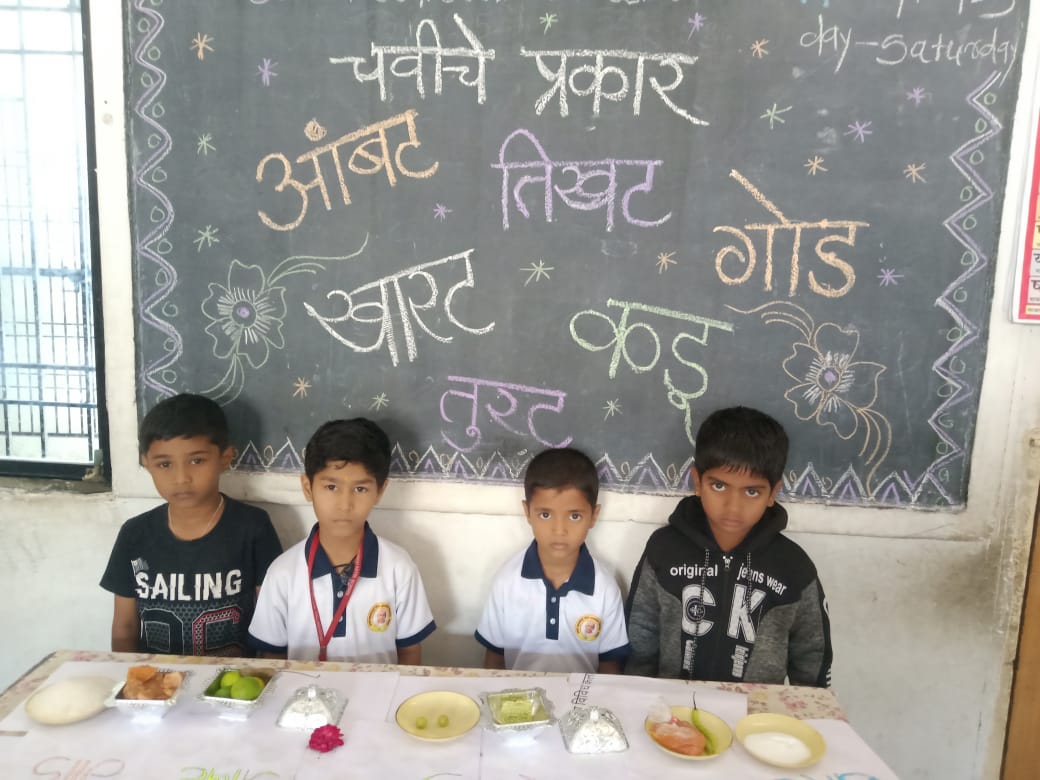 day-Saturday
चवीचे प्रकार
आंबट तिखट गोड
खारट कडू
तुरट
SAILING
original jeans wear
CK